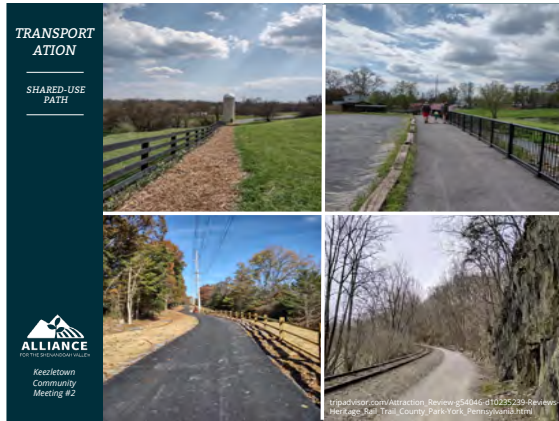 TRANSPORT
ATION
SHARED-USE
PATH
ALLIANCE
FOR THE SHENANDOAH VALLEY
Keezletown
Community
Meeting #2
tripadvisor.com/Attraction_Review-g54046-d10235239-Reviews-
Heritage_Rail_Trail_County_Park-York_Pennsylvania.html